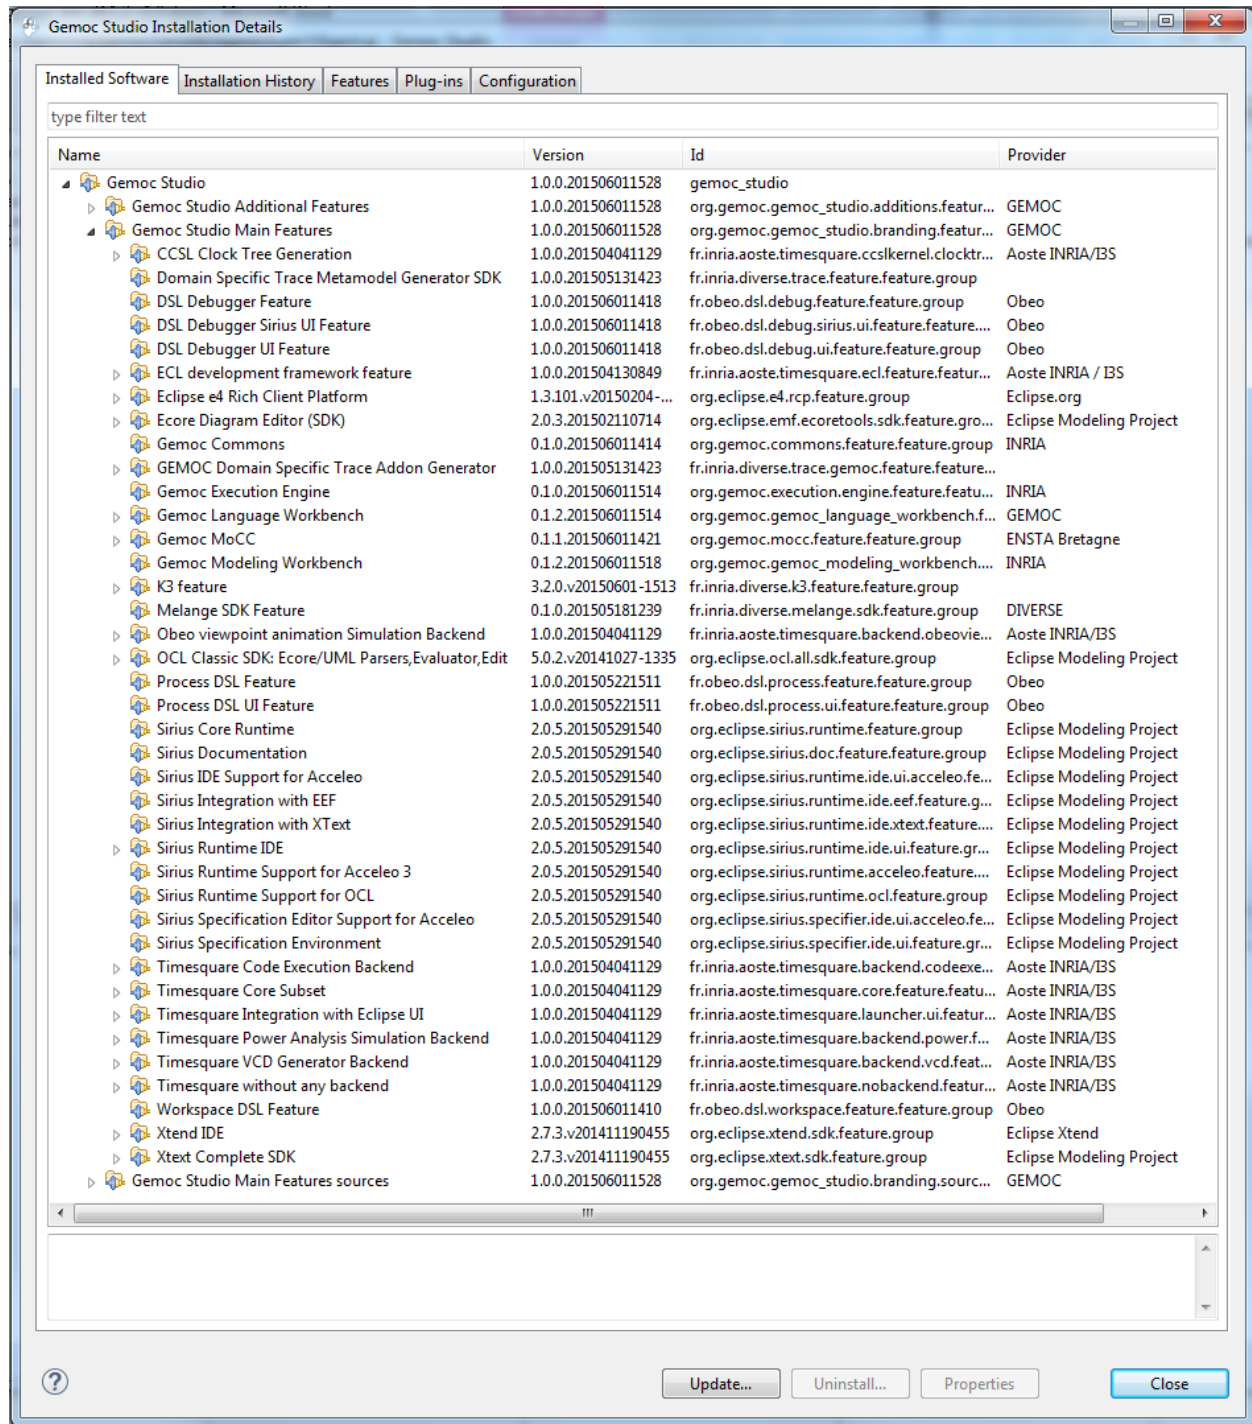 Gemoc Studio Installation Details
Installed Software Installation History Features Plug-ins Configuration
type filter text
Name Version Id Provider
Gemoc Studio 1.0.0.201506011528 gemoc_studio
Gemoc Studio Additional Features 1.0.0.201506011528 org.gemoc.gemoc_studio.additions.featur... GEMOC
Gemoc Studio Main Features 1.0.0.201506011528 org.gemoc.gemoc_studio.branding.featur... GEMOC
CCSL Clock Tree Generation 1.0.0.201504041129 fr.inria.aoste.timesquare.ccslkernel.clocktr... Aoste INRIA/I3S
Domain Specific Trace Metamodel Generator SDK 1.0.0.201505131423 fr.inria.diverse.trace.feature.feature.group
DSL Debugger Feature 1.0.0.201506011418 fr.obeo.dsl.debug.feature.feature.group Obeo
DSL Debugger Sirius UI Feature 1.0.0.201506011418 fr.obeo.dsl.debug.sirius.ui.feature.feature.... Obeo
DSL Debugger UI Feature 1.0.0.201506011418 fr.obeo.dsl.debug.ui.feature.feature.group Obeo
ECL development framework feature 1.0.0.201504130849 fr.inria.aoste.timesquare.ecl.feature.featur... Aoste INRIA / I3S
Eclipse e4 Rich Client Platform 1.3.101.v20150204-... org.eclipse.e4.rcp.feature.group Eclipse.org
Ecore Diagram Editor (SDK) 2.0.3.201502110714 org.eclipse.emf.ecoretools.sdk.feature.gro... Eclipse Modeling Project
Gemoc Commons 0.1.0.201506011414 org.gemoc.commons.feature.feature.group INRIA
GEMOC Domain Specific Trace Addon Generator 1.0.0.201505131423 fr.inria.diverse.trace.gemoc.feature.feature...
Gemoc Execution Engine 0.1.0.201506011514 org.gemoc.execution.engine.feature.featu... INRIA
Gemoc Language Workbench 0.1.2.201506011514 org.gemoc.gemoc_language_workbench.f... GEMOC
Gemoc MoCC 0.1.1.201506011421 org.gemoc.mocc.feature.feature.group ENSTA Bretagne
Gemoc Modeling Workbench 0.1.2.201506011518 org.gemoc.gemoc_modeling_workbench.... INRIA
K3 feature 3.2.0.v20150601-1513 fr.inria.diverse.k3.feature.feature.group
Melange SDK Feature 0.1.0.201505181239 fr.inria.diverse.melange.sdk.feature.group DIVERSE
Obeo viewpoint animation Simulation Backend 1.0.0.201504041129 fr.inria.aoste.timesquare.backend.obeovie... Aoste INRIA/I3S
OCL Classic SDK: Ecore/UML Parsers,Evaluator,Edit 5.0.2.v20141027-1335 org.eclipse.ocl.all.sdk.feature.group Eclipse Modeling Project
Process DSL Feature 1.0.0.201505221511 fr.obeo.dsl.process.feature.feature.group Obeo
Process DSL UI Feature 1.0.0.201505221511 fr.obeo.dsl.process.ui.feature.feature.group Obeo
Sirius Core Runtime 2.0.5.201505291540 org.eclipse.sirius.runtime.feature.group Eclipse Modeling Project
Sirius Documentation 2.0.5.201505291540 org.eclipse.sirius.doc.feature.feature.group Eclipse Modeling Project
Sirius IDE Support for Acceleo 2.0.5.201505291540 org.eclipse.sirius.runtime.ide.ui.acceleo.fe... Eclipse Modeling Project
Sirius Integration with EEF 2.0.5.201505291540 org.eclipse.sirius.runtime.ide.eef.feature.g... Eclipse Modeling Project
Sirius Integration with XText 2.0.5.201505291540 org.eclipse.sirius.runtime.ide.xtext.feature.... Eclipse Modeling Project
Sirius Runtime IDE 2.0.5.201505291540 org.eclipse.sirius.runtime.ide.ui.feature.gr... Eclipse Modeling Project
Sirius Runtime Support for Acceleo 3 2.0.5.201505291540 org.eclipse.sirius.runtime.acceleo.feature.... Eclipse Modeling Project
Sirius Runtime Support for OCL 2.0.5.201505291540 org.eclipse.sirius.runtime.ocl.feature.group Eclipse Modeling Project
Sirius Specification Editor Support for Acceleo 2.0.5.201505291540 org.eclipse.sirius.specifier.ide.ui.acceleo.fe... Eclipse Modeling Project
Sirius Specification Environment 2.0.5.201505291540 org.eclipse.sirius.specifier.ide.ui.feature.gr... Eclipse Modeling Project
Timesquare Code Execution Backend 1.0.0.201504041129 fr.inria.aoste.timesquare.backend.codeexe... Aoste INRIA/I3S
Timesquare Core Subset 1.0.0.201504041129 fr.inria.aoste.timesquare.core.feature.featu... Aoste INRIA/I3S
Timesquare Integration with Eclipse UI 1.0.0.201504041129 fr.inria.aoste.timesquare.launcher.ui.featur... Aoste INRIA/I3S
Timesquare Power Analysis Simulation Backend 1.0.0.201504041129 fr.inria.aoste.timesquare.backend.power.f... Aoste INRIA/I3S
Timesquare VCD Generator Backend 1.0.0.201504041129 fr.inria.aoste.timesquare.backend.vcd.feat... Aoste INRIA/I3S
Timesquare without any backend 1.0.0.201504041129 fr.inria.aoste.timesquare.nobackend.featur... Aoste INRIA/I3S
Workspace DSL Feature 1.0.0.201506011410 fr.obeo.dsl.workspace.feature.feature.group Obeo
Xtend IDE 2.7.3.v201411190455 org.eclipse.xtend.sdk.feature.group Eclipse Xtend
Xtext Complete SDK 2.7.3.v201411190455 org.eclipse.xtext.sdk.feature.group Eclipse Modeling Project
Gemoc Studio Main Features sources 1.0.0.201506011528 org.gemoc.gemoc_studio.branding.sourc... GEMOC
Update... Uninstall... Properties Close